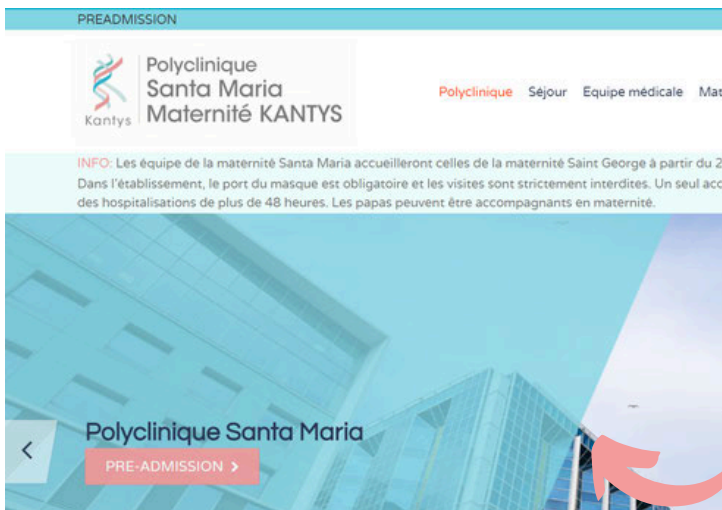 PREADMISSION
Polyclinique
Santa Maria
Maternité KANTYS
Kantys
Polyclinique Séjour Equipe médicale Mat
INFO: Les équipe de la maternité Santa Maria accueilleront celles de la maternité Saint George à partir du 2
Dans l'établissement, le port du masque est obligatoire et les visites sont strictement interdites. Un seul acc
des hospitalisations de plus de 48 heures. Les papas peuvent être accompagnants en maternité.
Polyclinique Santa Maria
PRE-ADMISSION >